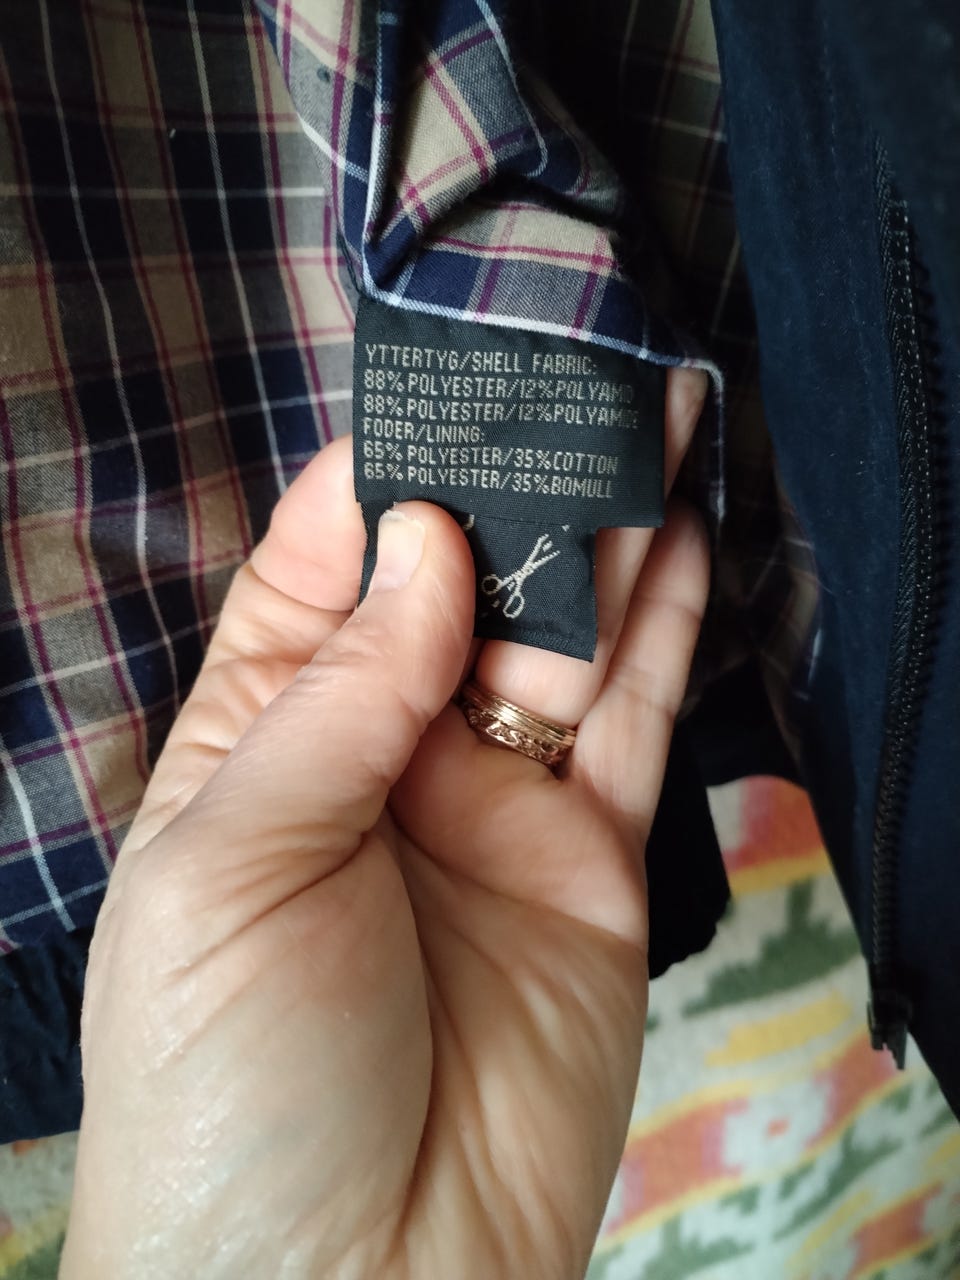 YTTERTYG/SHELL FABRIC:
88% POLYESTER/12%POLYAMID
88% POLYESTER/12%POLYAMIDE
FODER/LINING:
65% POLYESTER/35%COTTON
65% POLYESTER/35%BOMULL